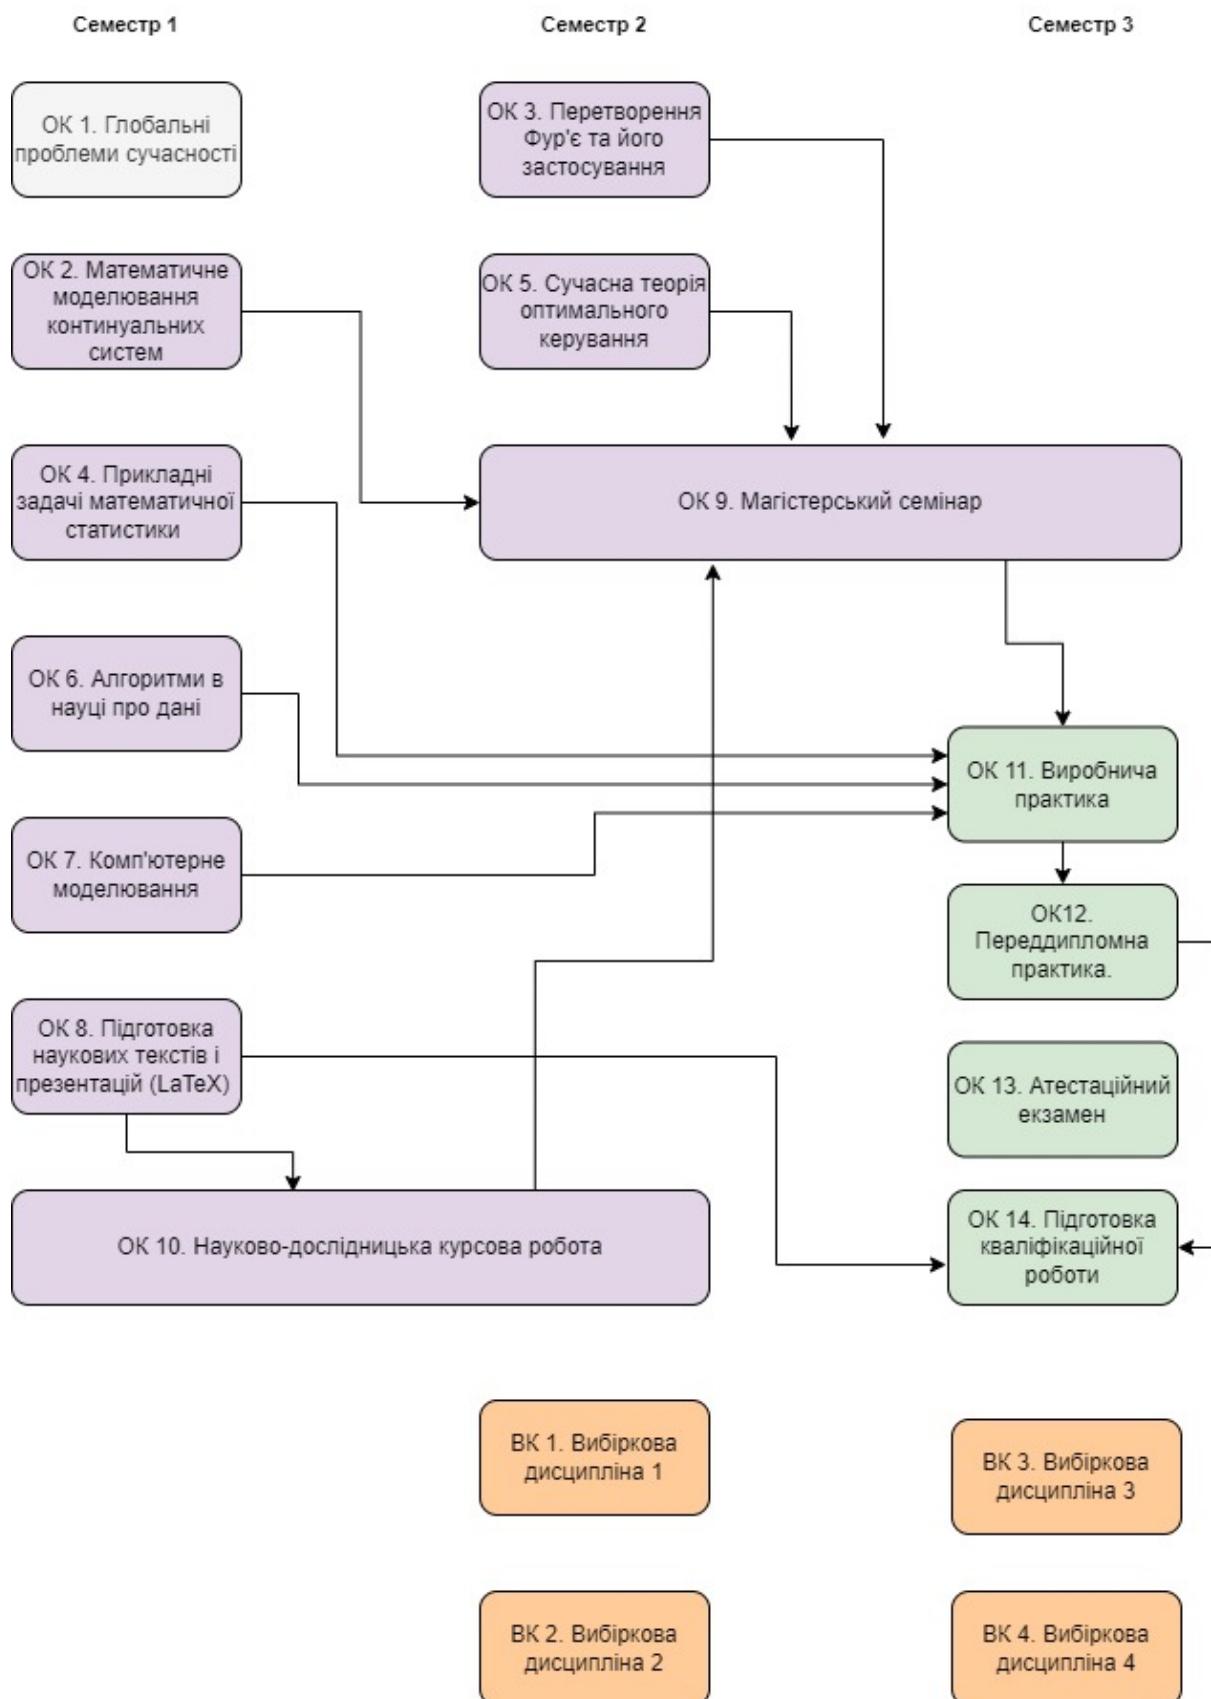 Семестр 1
Семестр 2
Семестр 3
ОК 1. Глобальні
проблеми сучасності
ОК 3. Перетворення
Фур'є та його
застосування
ОК 2. Математичне
моделювання
континуальних
систем
ОК 5. Сучасна теорія
оптимального
керування
ОК 4. Прикладні
задачі математичної
статистики
ОК 9. Магістерський семінар
ОК 6. Алгоритми в
науці про дані
ОК 11. Виробнича
практика
ОК 7. Комп'ютерне
моделювання
ОК12.
Переддипломна
практика.
ОК 8. Підготовка
наукових текстів і
презентацій (LaTeX)
ОК 13. Атестаційний
екзамен
ОК 10. Науково-дослідницька курсова робота
ОК 14. Підготовка
кваліфікаційної
роботи
ВК 1. Вибіркова
дисципліна 1
ВК 3. Вибіркова
дисципліна 3
ВК 2. Вибіркова
дисципліна 2
ВК 4. Вибіркова
дисципліна 4